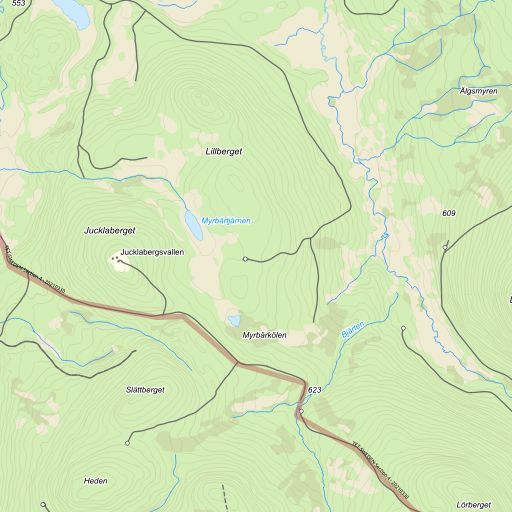 553
Älgsmyren
Lillberget
609
Myrbärtjärnen
Jucklaberget
Jucklabergsvallen
Bjärten
Myrbärkölen
623
Slättberget
Heden
Lörberget